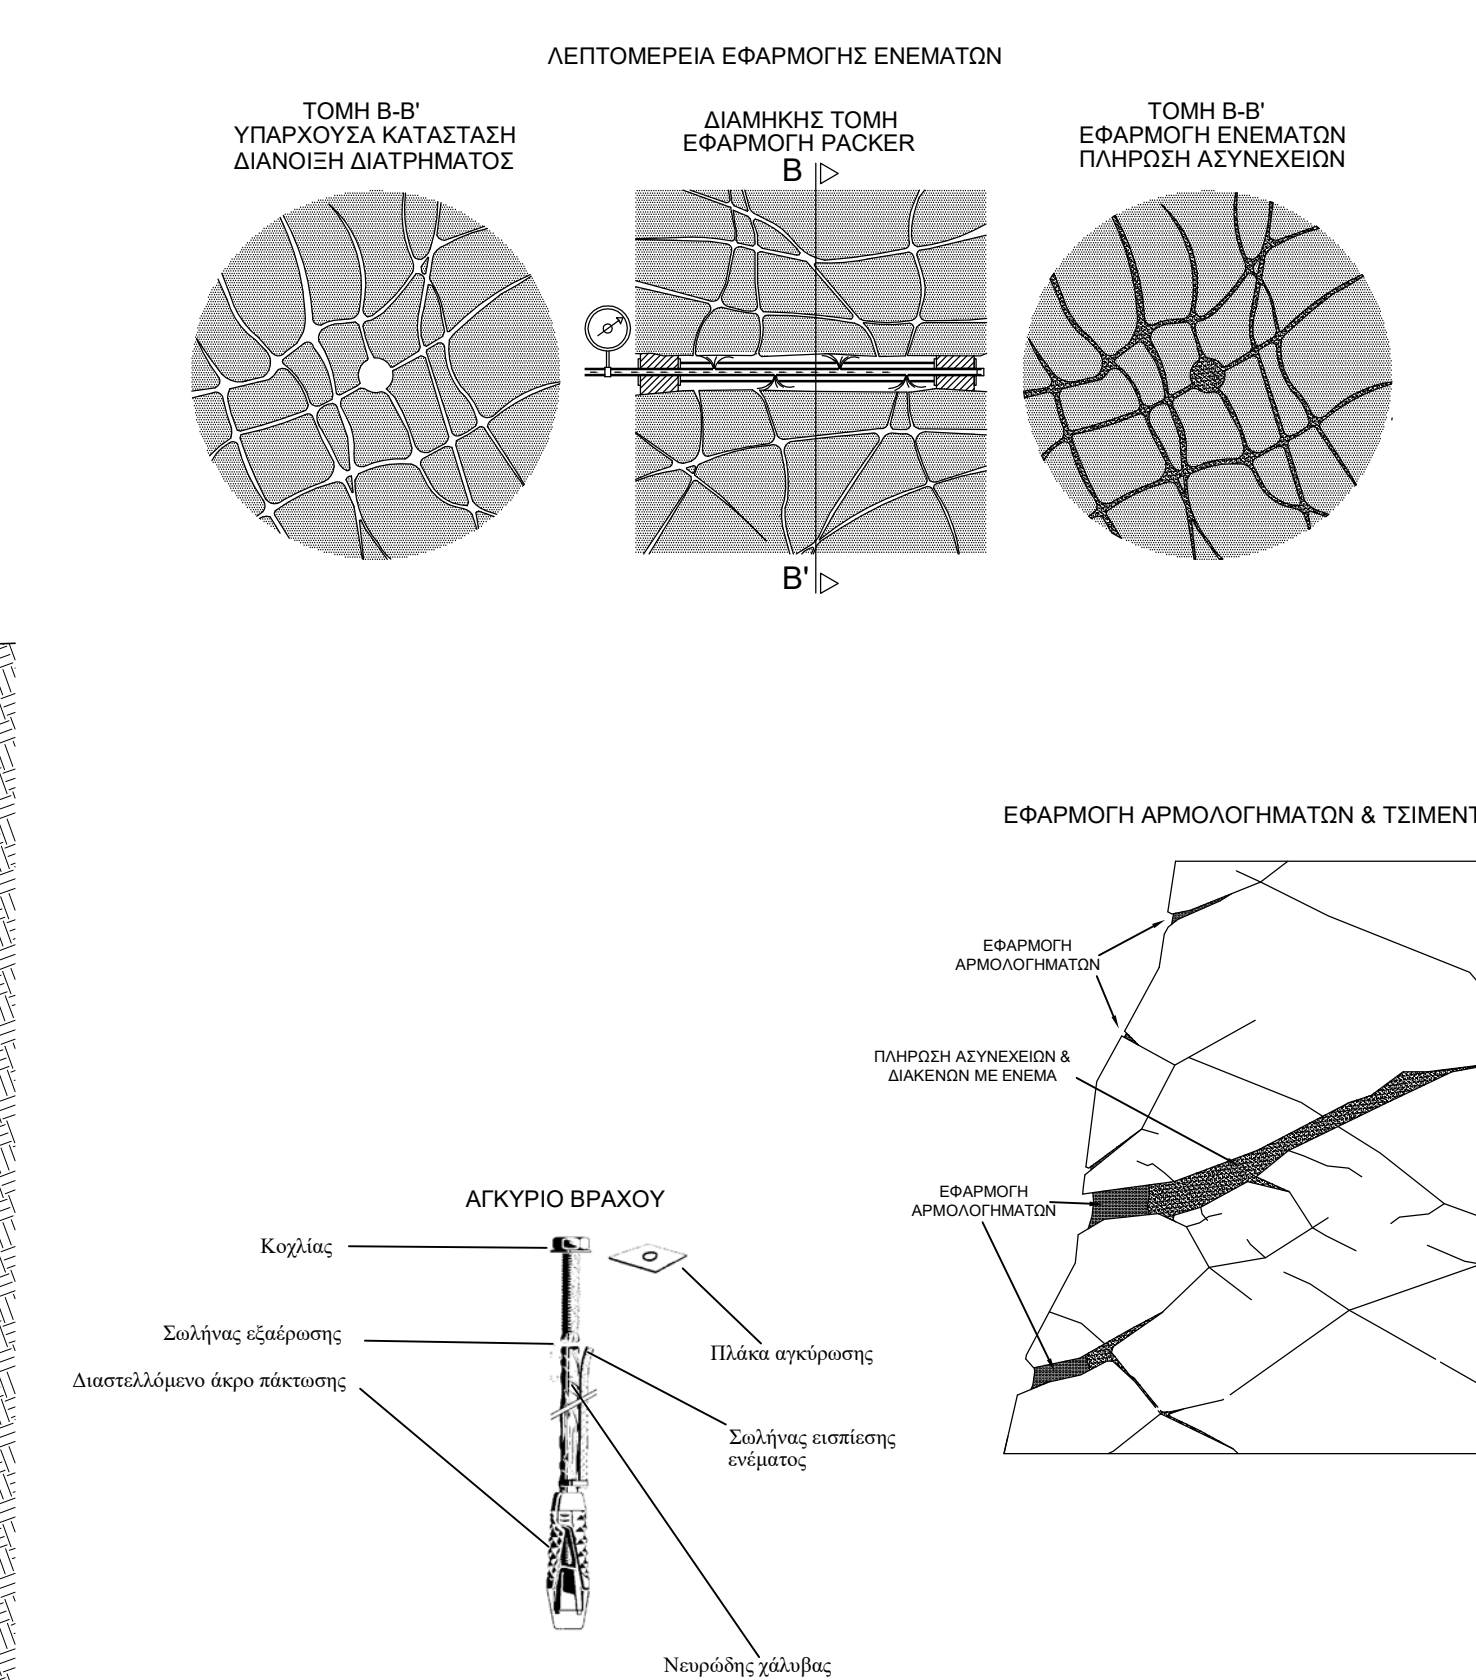 ΛΕΠΤΟΜΕΡΕΙΑ ΕΦΑΡΜΟΓΗΣ ΕΝΕΜΑΤΩΝ
ΤΟΜΗ Β-Β'
ΥΠΑΡΧΟΥΣΑ ΚΑΤΑΣΤΑΣΗ
ΔΙΑΝΟΙΞΗ ΔΙΑΤΡΗΜΑΤΟΣ
ΔΙΑΜΗΚΗΣ ΤΟΜΗ
ΕΦΑΡΜΟΓΗ PACKER
Β
Β'
ΤΟΜΗ Β-Β'
ΕΦΑΡΜΟΓΗ ΕΝΕΜΑΤΩΝ
ΠΛΗΡΩΣΗ ΑΣΥΝΕΧΕΙΩΝ
ΕΦΑΡΜΟΓΗ ΑΡΜΟΛΟΓΗΜΑΤΩΝ & ΤΣΙΜΕΝΤ
ΕΦΑΡΜΟΓΗ
ΑΡΜΟΛΟΓΗΜΑΤΩΝ
ΠΛΗΡΩΣΗ ΑΣΥΝΕΧΕΙΩΝ &
ΔΙΑΚΕΝΩΝ ΜΕ ΕΝΕΜΑ
ΕΦΑΡΜΟΓΗ
ΑΡΜΟΛΟΓΗΜΑΤΩΝ
ΑΓΚΥΡΙΟ ΒΡΑΧΟΥ
Κοχλίας
Σωλήνας εξαέρωσης
Διαστελλόμενο άκρο πάκτωσης
Πλάκα αγκύρωσης
Σωλήνας εισπίεσης
ενέματος
Νευρώδης χάλυβας